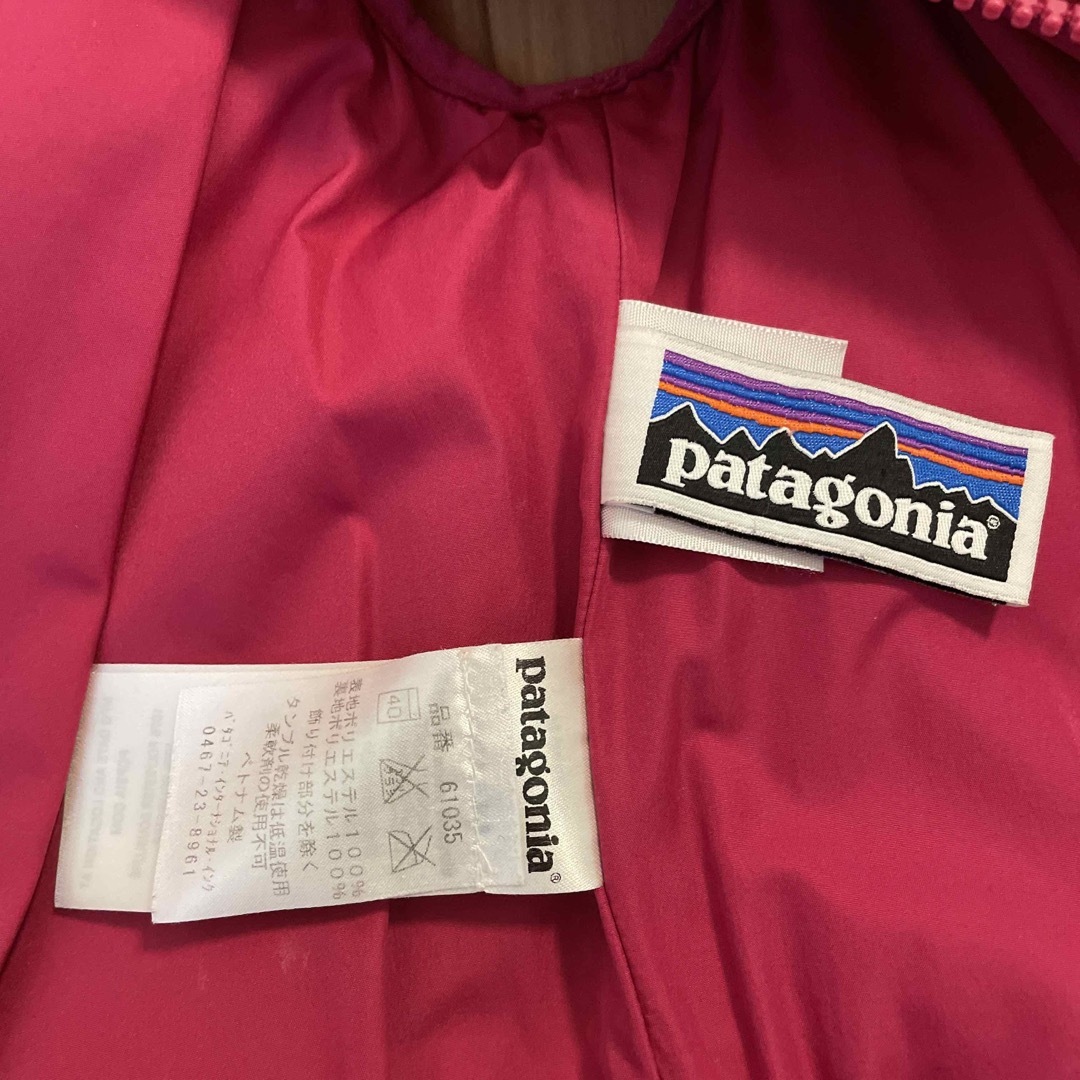 patagonia®
patagonia®
品番 61035
40
表地ポリエステル100%
裏地ポリエステル100%
飾り付け部分を除く
タンブル乾燥は低温使用
柔軟剤の使用不可
ベトナム製
パタゴニア・インターナショナル・インク
0467-23-8961